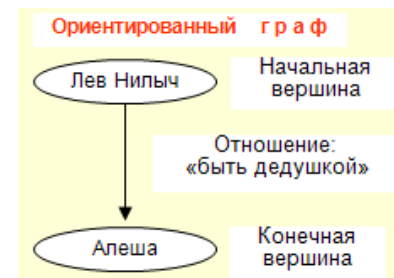 Ориентированный г р а ф
Лев Нилыч
Начальная
вершина
Отношение:
«быть дедушкой»
Алеша
Конечная
вершина